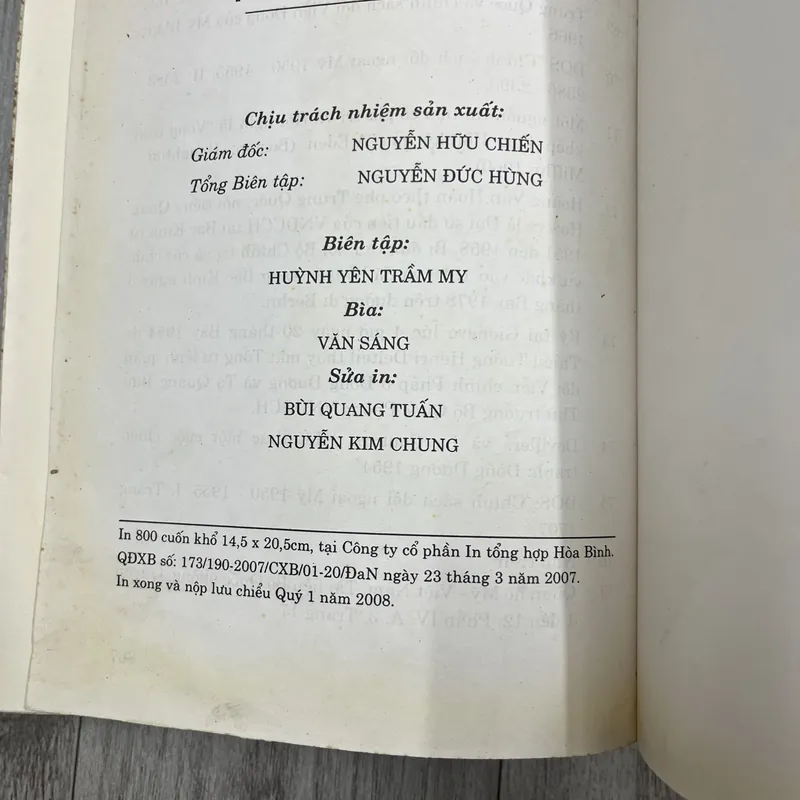 Chịu trách nhiệm sản xuất:
Giám đốc: NGUYỄN HỮU CHIẾN
Tổng Biên tập: NGUYỄN ĐỨC HÙNG
Biên tập:
HUỲNH YÊN TRẦM MY
Bìa:
VĂN SÁNG
Sửa in:
BÙI QUANG TUẤN
NGUYỄN KIM CHUNG
In 800 cuốn khổ 14,5 x 20,5cm, tại Công ty cổ phần In tổng hợp Hòa Bình.
QĐXB số: 173/190-2007/CXB/01-20/ĐaN ngày 23 tháng 3 năm 2007.
In xong và nộp lưu chiểu Quý 1 năm 2008.